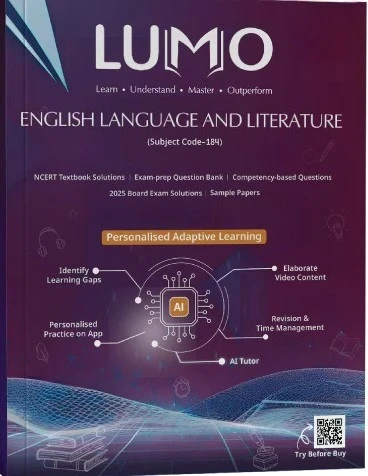 LUMO
Learn • Understand • Master • Outperform
ENGLISH LANGUAGE AND LITERATURE
(Subject Code-184)
NCERT Textbook Solutions | Exam-prep Question Bank | Competency-based Questions
2025 Board Exam Solutions | Sample Papers
Personalised Adaptive Learning
Identify
Learning Gaps
Elaborate
Video Content
AI
Personalised
Practice on App
Revision &
Time Management
AI Tutor
Try Before Buy